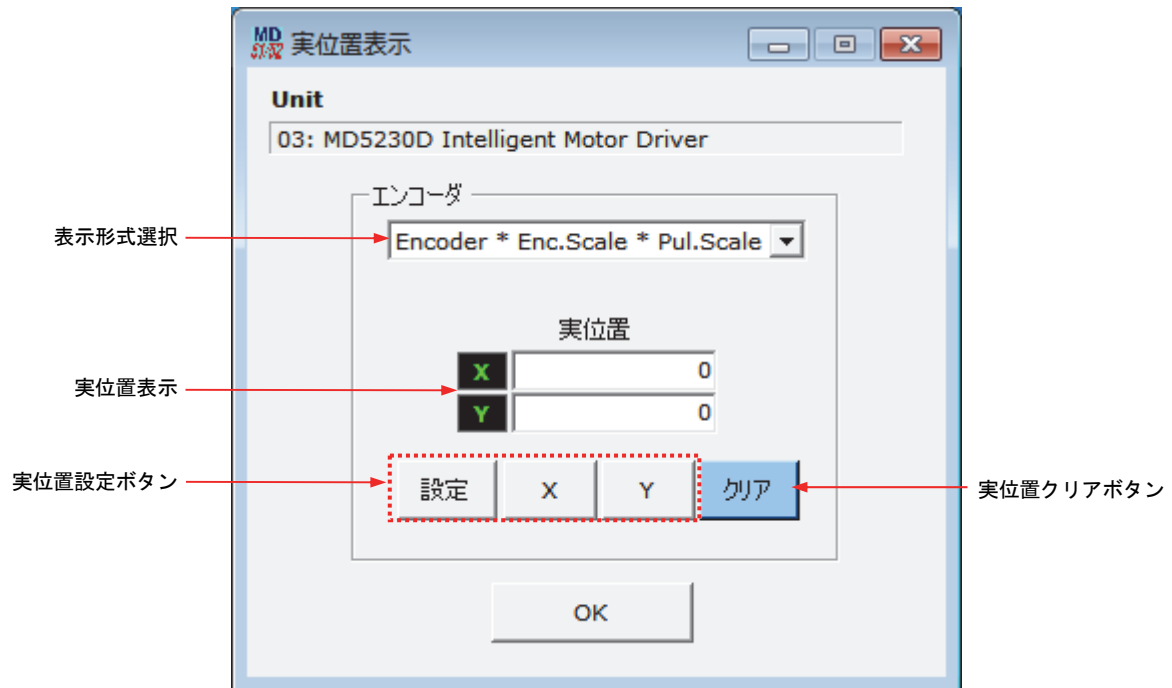 MD
51/52 実位置表示
Unit
03: MD5230D Intelligent Motor Driver
エンコーダ
表示形式選択
Encoder * Enc.Scale * Pul.Scale
実位置
実位置表示
X 0
Y 0
実位置設定ボタン
設定 X Y クリア
実位置クリアボタン
OK